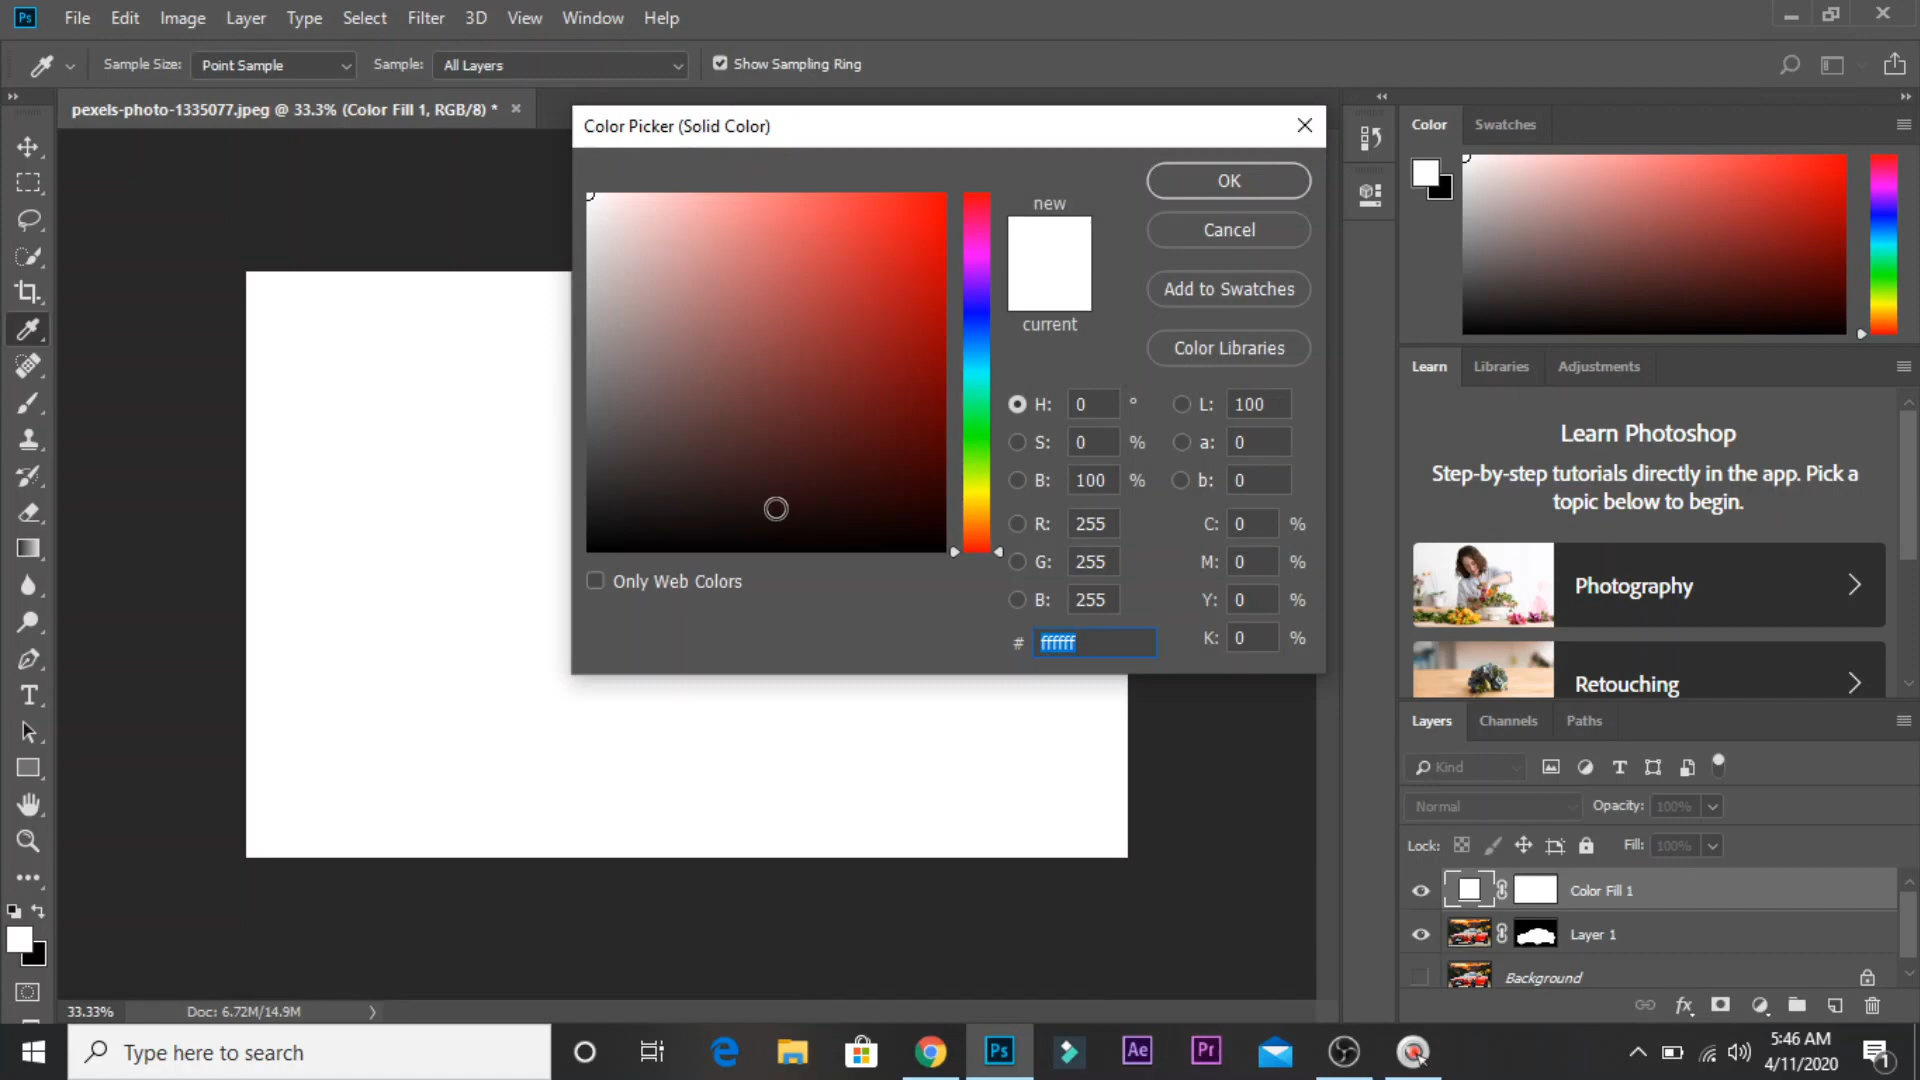 Ps File Edit Image Layer Type Select Filter 3D View Window Help
Sample Size: Point Sample Sample: All Layers Show Sampling Ring
pexels-photo-1335077.jpeg @ 33.3% (Color Fill 1, RGB/8) *
Color Picker (Solid Color)
OK
new
Cancel
Add to Swatches
current
Color Libraries
H: 0 ° L: 100
S: 0 % a: 0
B: 100 % b: 0
R: 255 C: 0 %
G: 255 M: 0 %
Only Web Colors
B: 255 Y: 0 %
# ffffff K: 0 %
Color Swatches
Learn Libraries Adjustments
Learn Photoshop
Step-by-step tutorials directly in the app. Pick a
topic below to begin.
Photography
Retouching
Layers Channels Paths
Kind
Normal Opacity: 100%
Lock: Fill: 100%
Color Fill 1
Layer 1
Background
33.33% Doc: 6.72M/14.9M
Type here to search
Ps Ae Pr
5:46 AM
4/11/2020
1